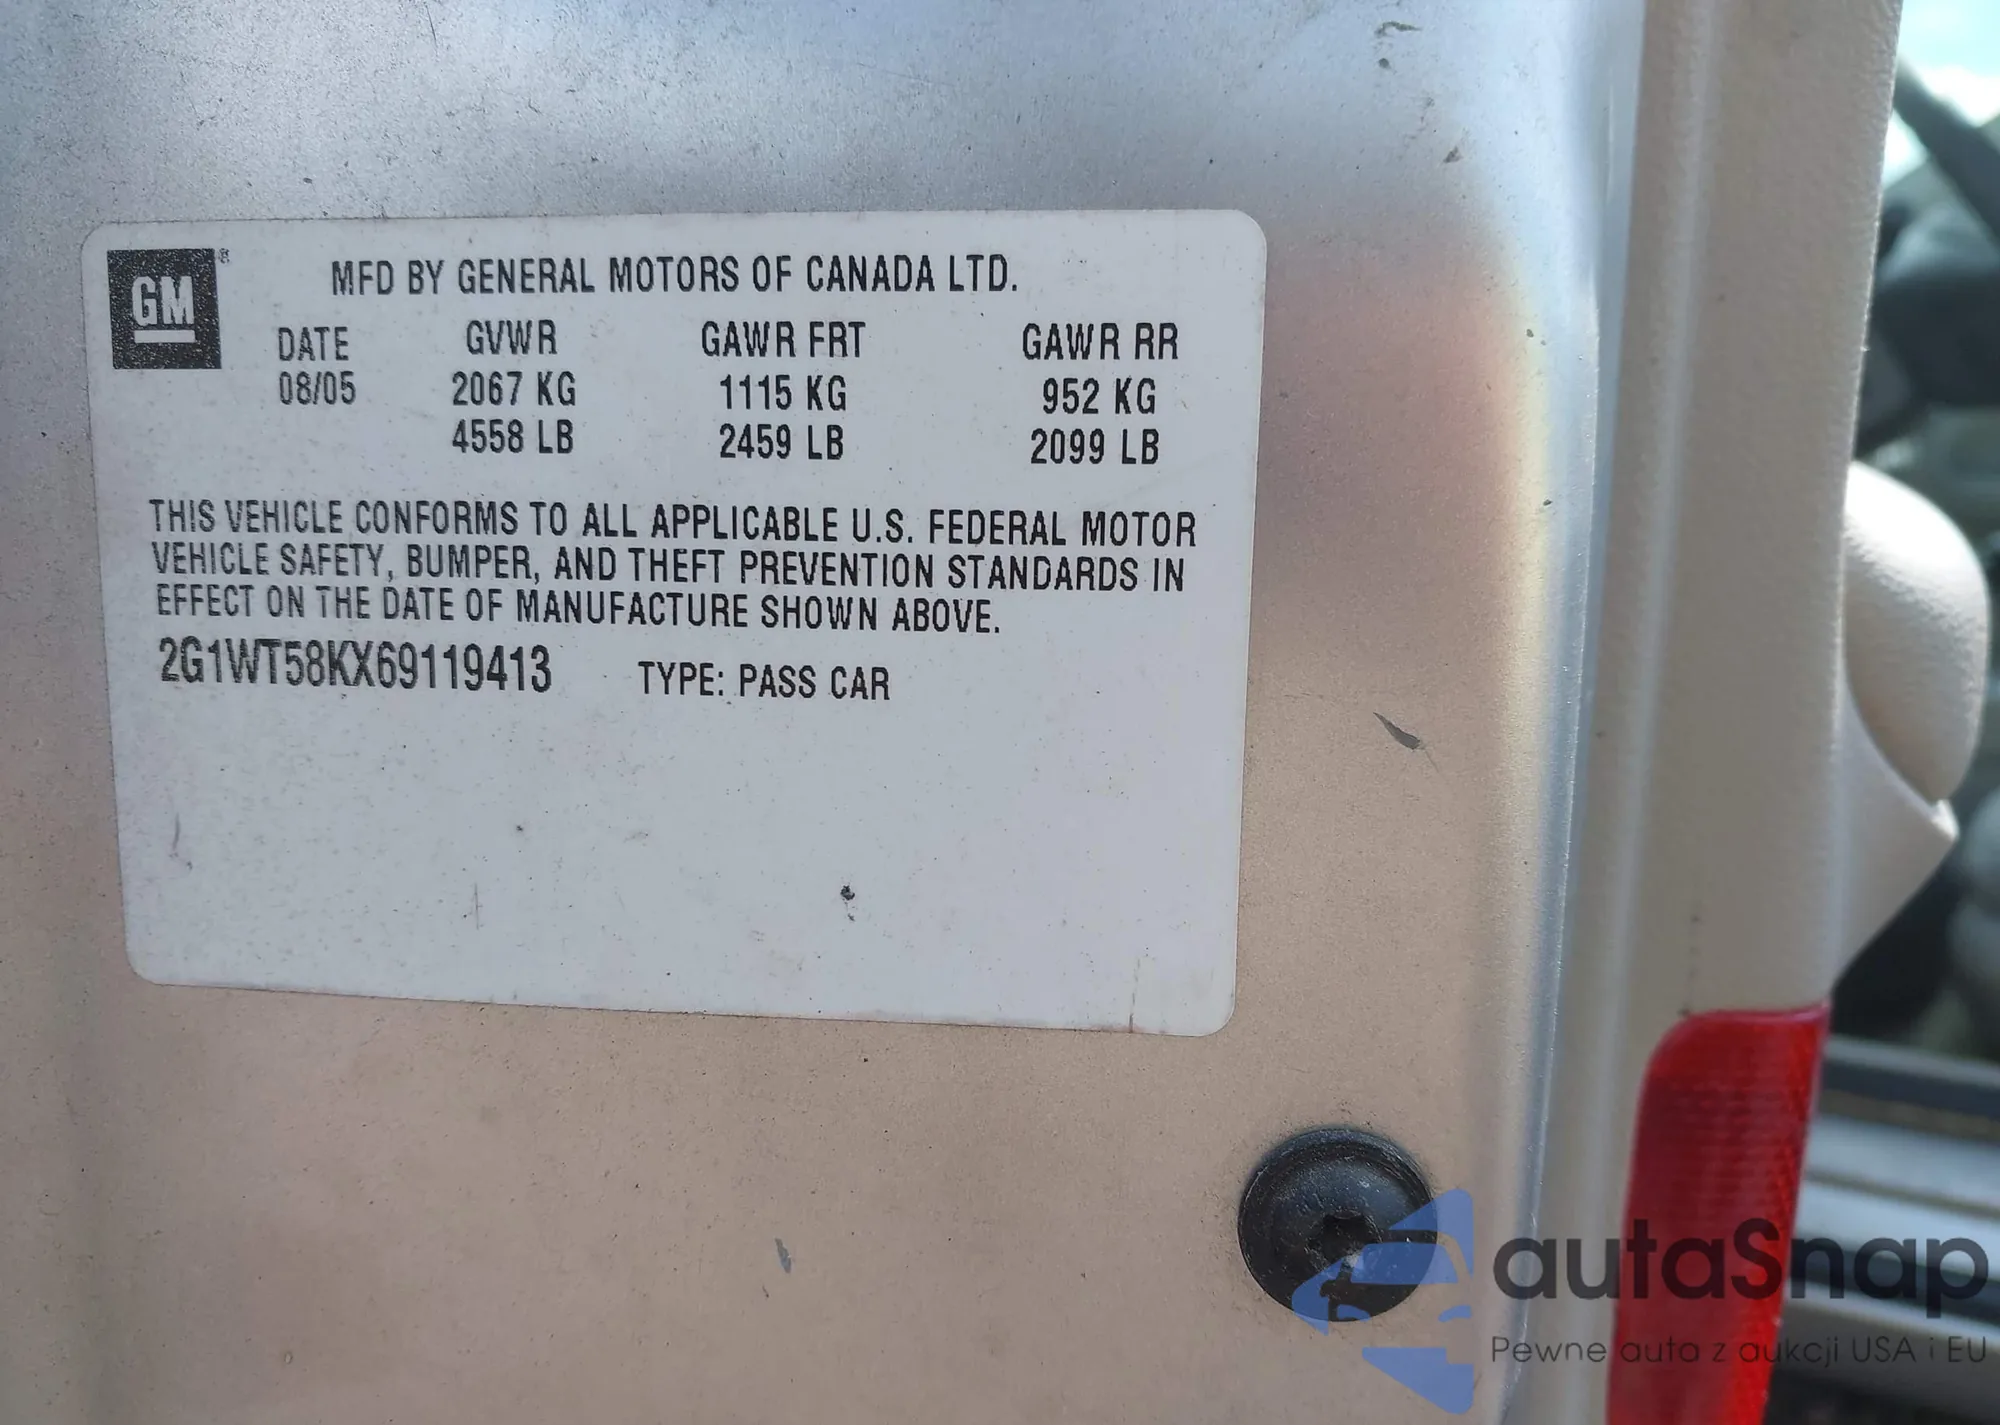 GM ®
MFD BY GENERAL MOTORS OF CANADA LTD.
DATE GVWR GAWR FRT GAWR RR
08/05 2067 KG 1115 KG 952 KG
4558 LB 2459 LB 2099 LB
THIS VEHICLE CONFORMS TO ALL APPLICABLE U.S. FEDERAL MOTOR
VEHICLE SAFETY, BUMPER, AND THEFT PREVENTION STANDARDS IN
EFFECT ON THE DATE OF MANUFACTURE SHOWN ABOVE.
2G1WT58KX69119413 TYPE: PASS CAR
autaSnap
Pewne auta z aukcji USA i EU